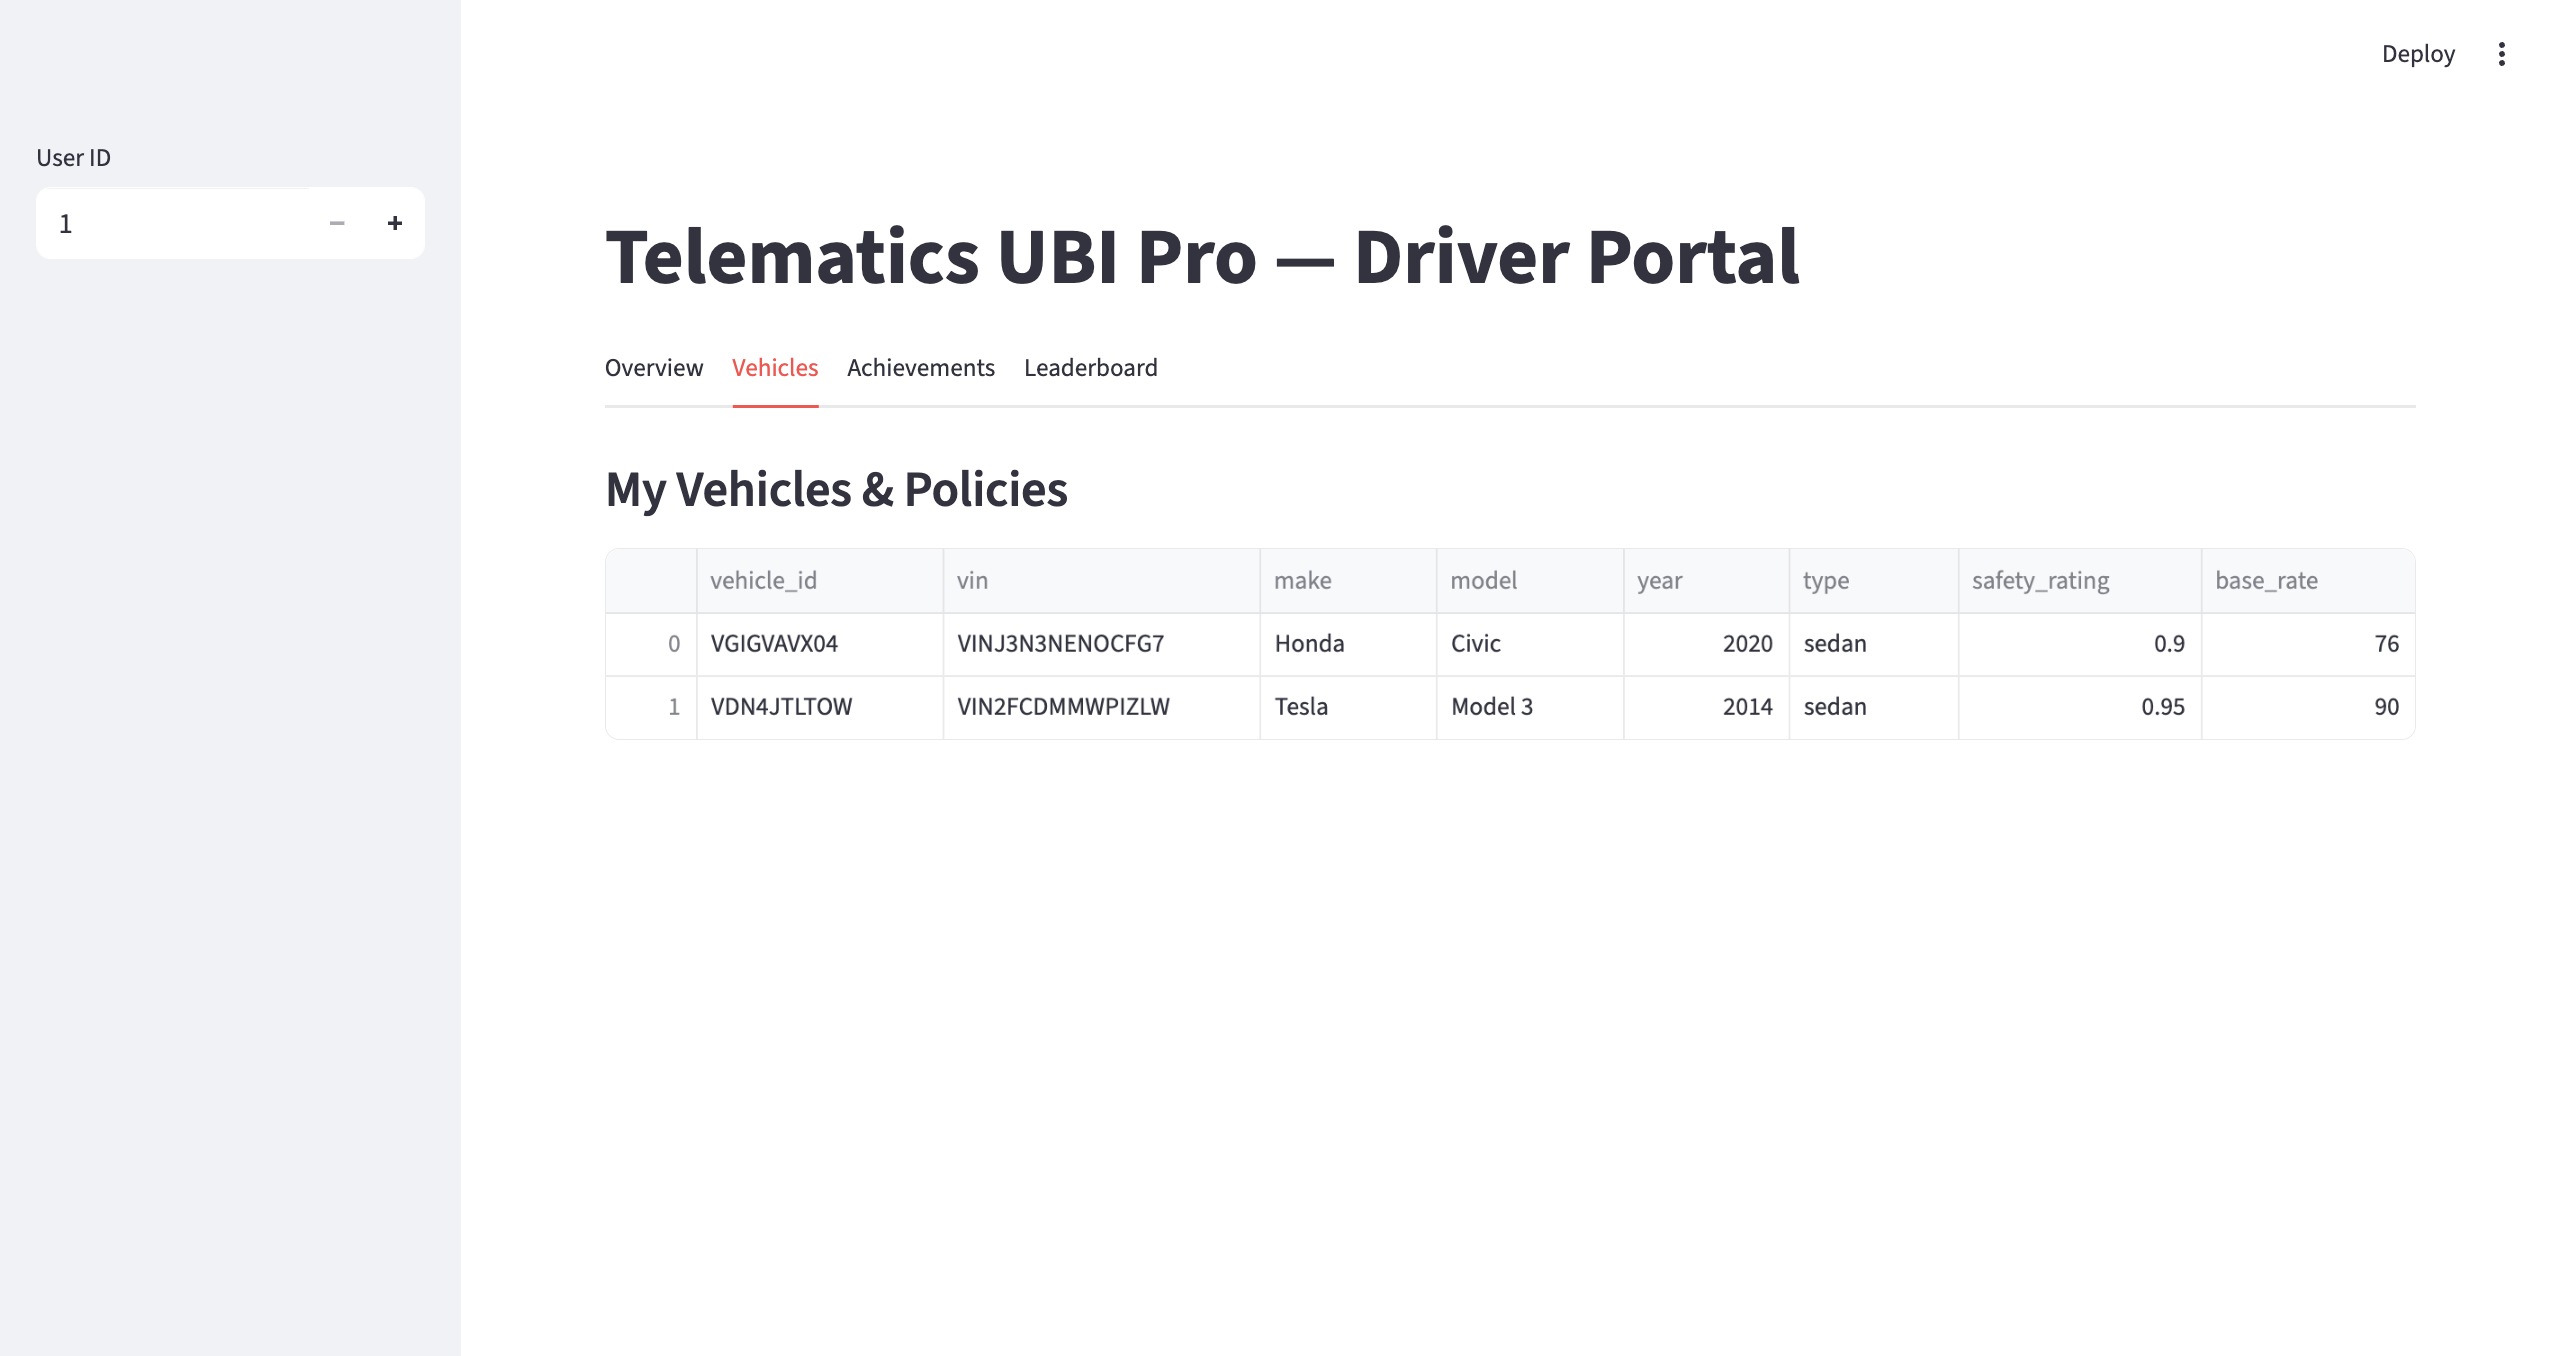 Deploy
User ID
1
Telematics UBI Pro — Driver Portal
Overview Vehicles Achievements Leaderboard
My Vehicles & Policies
vehicle_id vin make model year type safety_rating base_rate
0 VGIGVAVX04 VINJ3N3NENOCFG7 Honda Civic 2020 sedan 0.9 76
1 VDN4JTLTOW VIN2FCDMMWPIZLW Tesla Model 3 2014 sedan 0.95 90